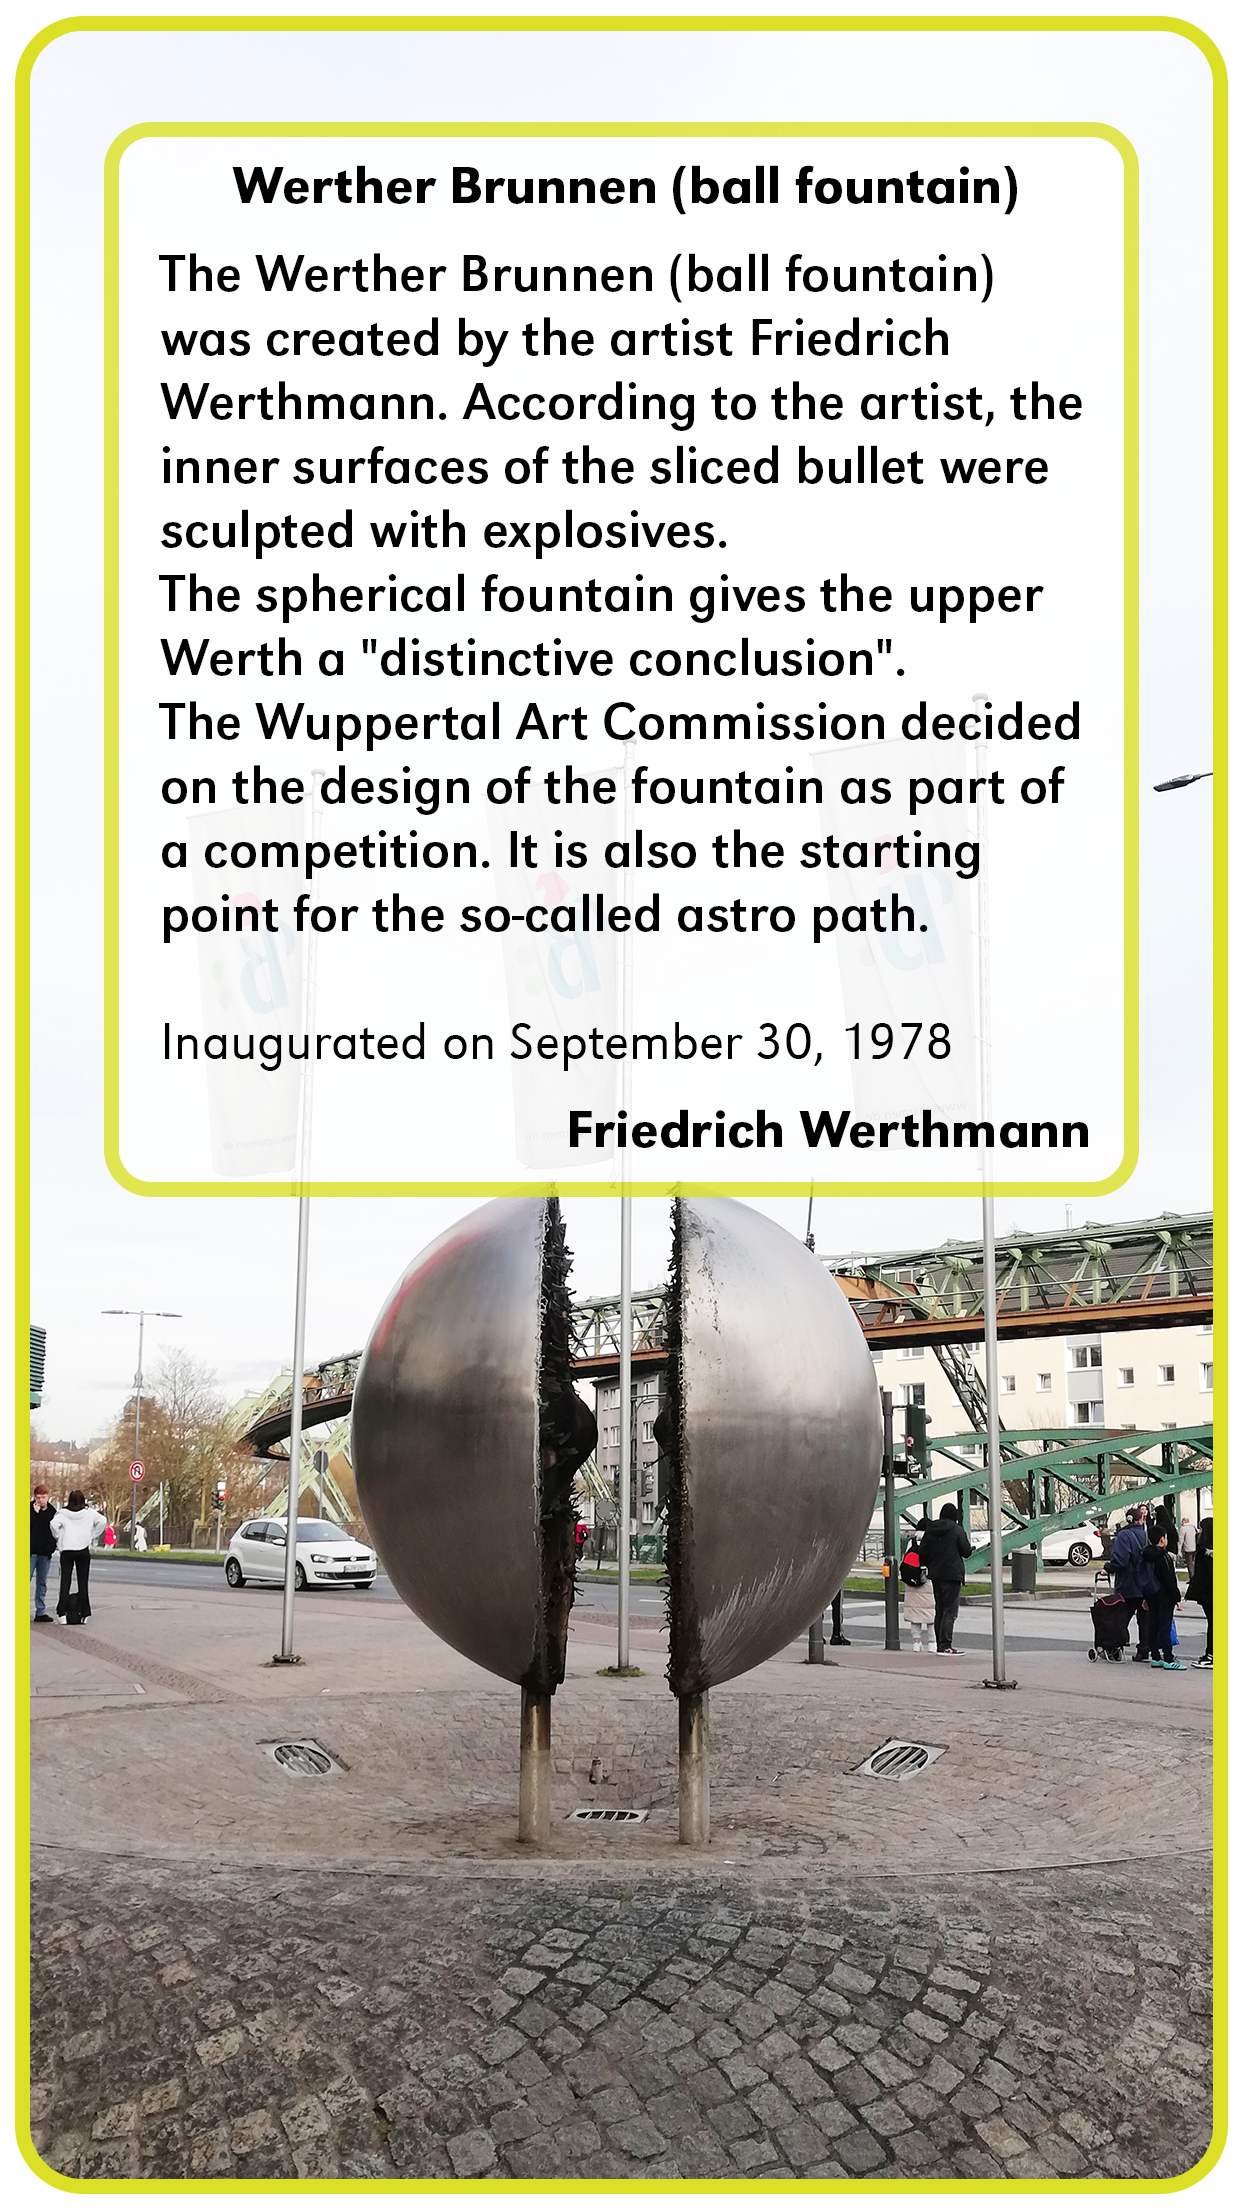 Werther Brunnen (ball fountain)
The Werther Brunnen (ball fountain)
was created by the artist Friedrich
Werthmann. According to the artist, the
inner surfaces of the sliced bullet were
sculpted with explosives.
The spherical fountain gives the upper
Werth a "distinctive conclusion".
The Wuppertal Art Commission decided
on the design of the fountain as part of
a competition. It is also the starting
point for the so-called astro path.
Inaugurated on September 30, 1978
Friedrich Werthmann